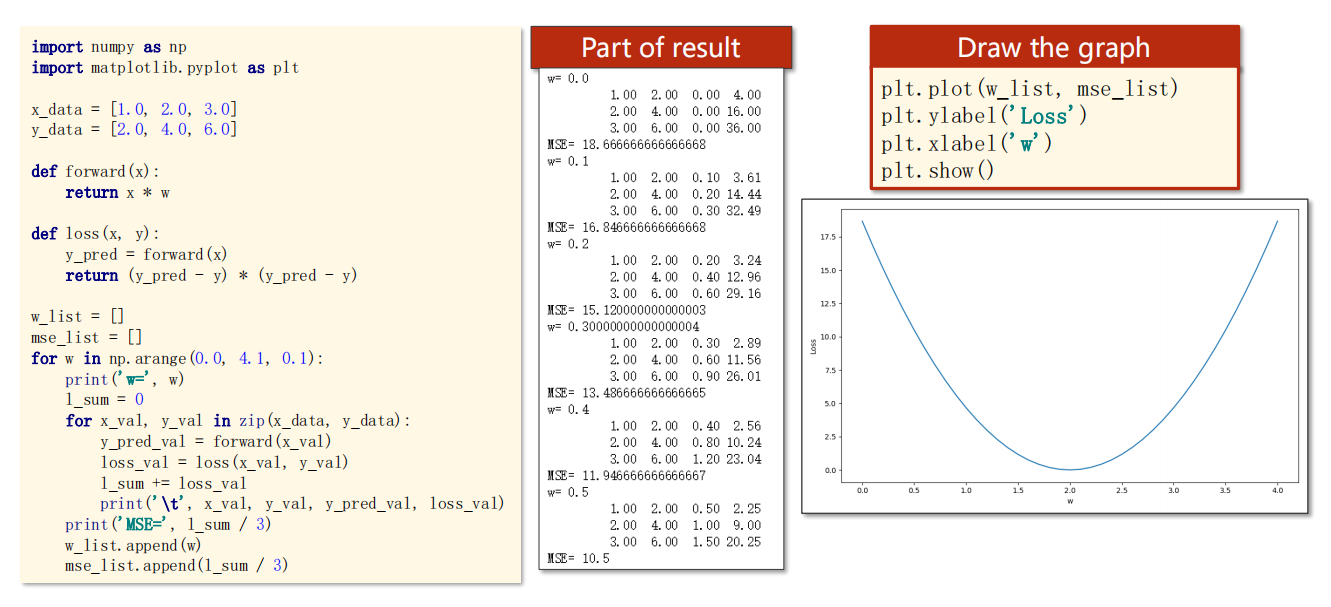 import numpy as np
import matplotlib.pyplot as plt
x_data = [1.0, 2.0, 3.0]
y_data = [2.0, 4.0, 6.0]
def forward(x):
    return x * w
def loss(x, y):
    y_pred = forward(x)
    return (y_pred - y) * (y_pred - y)
w_list = []
mse_list = []
for w in np.arange(0.0, 4.1, 0.1):
    print('w=', w)
    l_sum = 0
    for x_val, y_val in zip(x_data, y_data):
        y_pred_val = forward(x_val)
        loss_val = loss(x_val, y_val)
        l_sum += loss_val
        print('\t', x_val, y_val, y_pred_val, loss_val)
    print('MSE=', l_sum / 3)
    w_list.append(w)
    mse_list.append(l_sum / 3)
Part of result
w= 0.0
1.00 2.00 0.00 4.00
2.00 4.00 0.00 16.00
3.00 6.00 0.00 36.00
MSE= 18.666666666666668
w= 0.1
1.00 2.00 0.10 3.61
2.00 4.00 0.20 14.44
3.00 6.00 0.30 32.49
MSE= 16.846666666666668
w= 0.2
1.00 2.00 0.20 3.24
2.00 4.00 0.40 12.96
3.00 6.00 0.60 29.16
MSE= 15.120000000000003
w= 0.30000000000000004
1.00 2.00 0.30 2.89
2.00 4.00 0.60 11.56
3.00 6.00 0.90 26.01
MSE= 13.486666666666665
w= 0.4
1.00 2.00 0.40 2.56
2.00 4.00 0.80 10.24
3.00 6.00 1.20 23.04
MSE= 11.946666666666667
w= 0.5
1.00 2.00 0.50 2.25
2.00 4.00 1.00 9.00
3.00 6.00 1.50 20.25
MSE= 10.5
Draw the graph
plt.plot(w_list, mse_list)
plt.ylabel('Loss')
plt.xlabel('w')
plt.show()
17.5
15.0
12.5
10.0
7.5
5.0
2.5
0.0
Loss
0.0 0.5 1.0 1.5 2.0 2.5 3.0 3.5 4.0
w